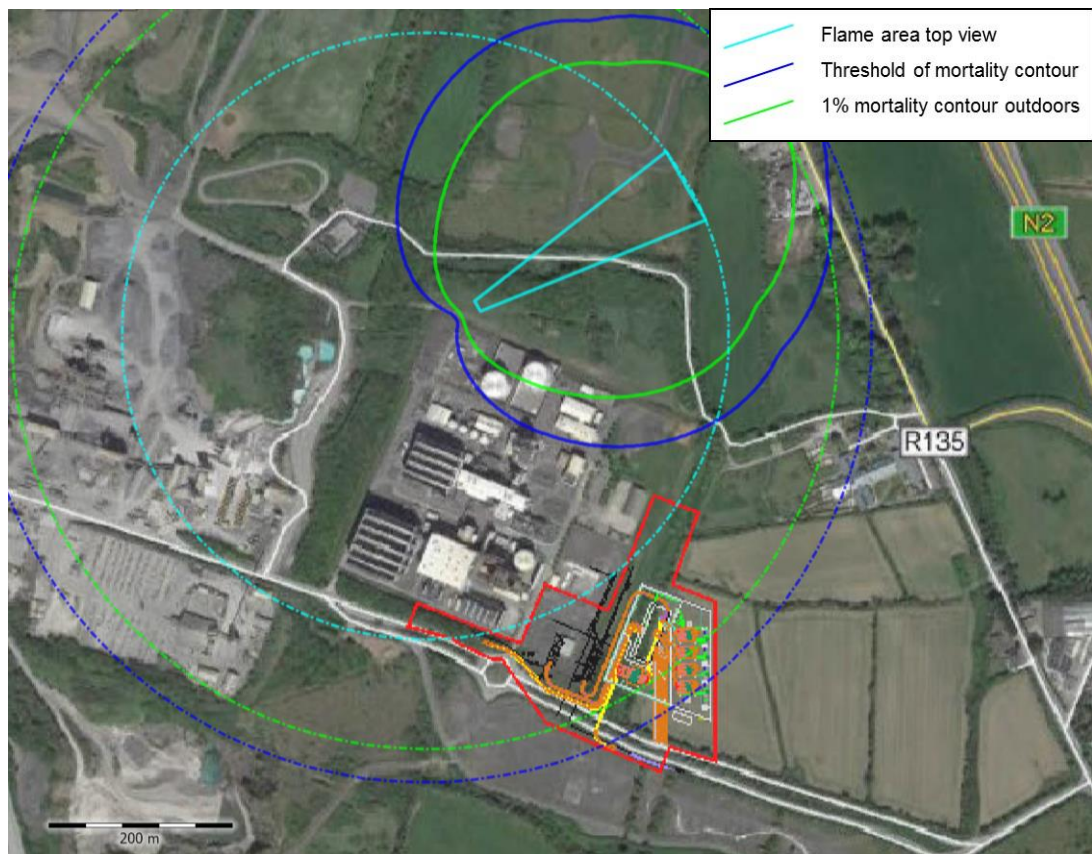 Flame area top view
Threshold of mortality contour
1% mortality contour outdoors
N2
R135
200 m